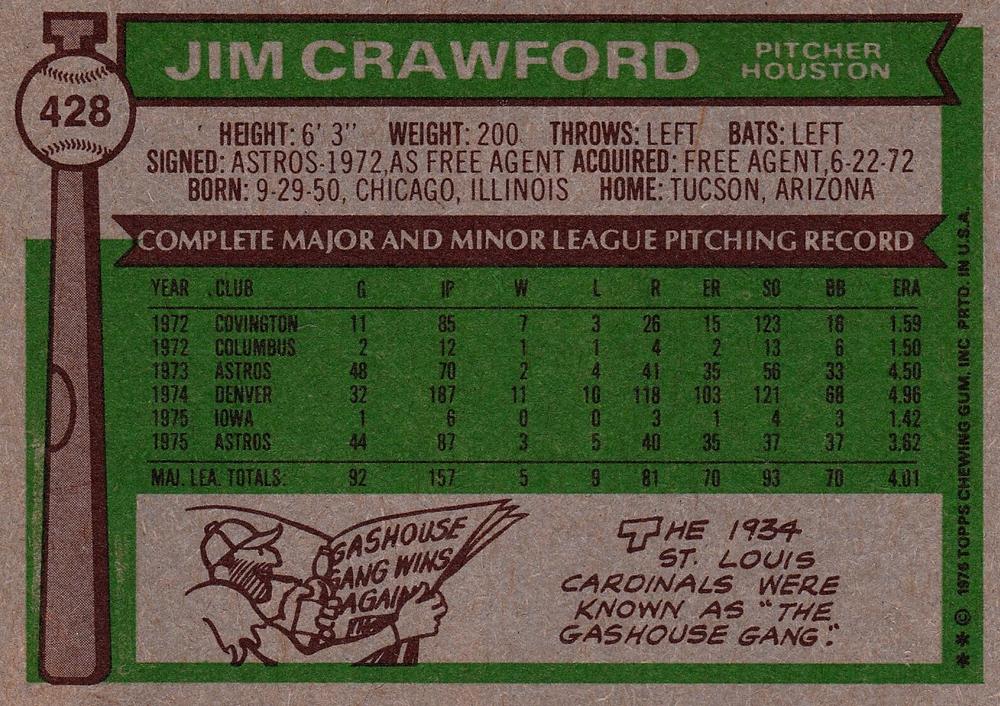 428
JIM CRAWFORD
PITCHER
HOUSTON
HEIGHT: 6' 3" WEIGHT: 200 THROWS: LEFT BATS: LEFT
SIGNED: ASTROS-1972, AS FREE AGENT ACQUIRED: FREE AGENT, 6-22-72
BORN: 9-29-50, CHICAGO, ILLINOIS HOME: TUCSON, ARIZONA
COMPLETE MAJOR AND MINOR LEAGUE PITCHING RECORD
YEAR CLUB G IP W L R ER SO BB ERA
1972 COVINGTON 11 85 7 3 26 15 123 18 1.59
1972 COLUMBUS 2 12 1 1 4 2 13 6 1.50
1973 ASTROS 48 70 2 4 41 35 56 33 4.50
1974 DENVER 32 187 11 10 118 103 121 68 4.96
1975 IOWA 1 6 0 0 3 1 4 3 1.42
1975 ASTROS 44 87 3 5 40 35 37 37 3.62
MAJ. LEA. TOTALS: 92 157 5 9 81 70 93 70 4.01
GASHOUSE
GANG WINS
AGAIN
THE 1934
ST. LOUIS
CARDINALS WERE
KNOWN AS "THE
GASHOUSE GANG."
** © 1976 TOPPS CHEWING GUM, INC PRTD. IN U.S.A.